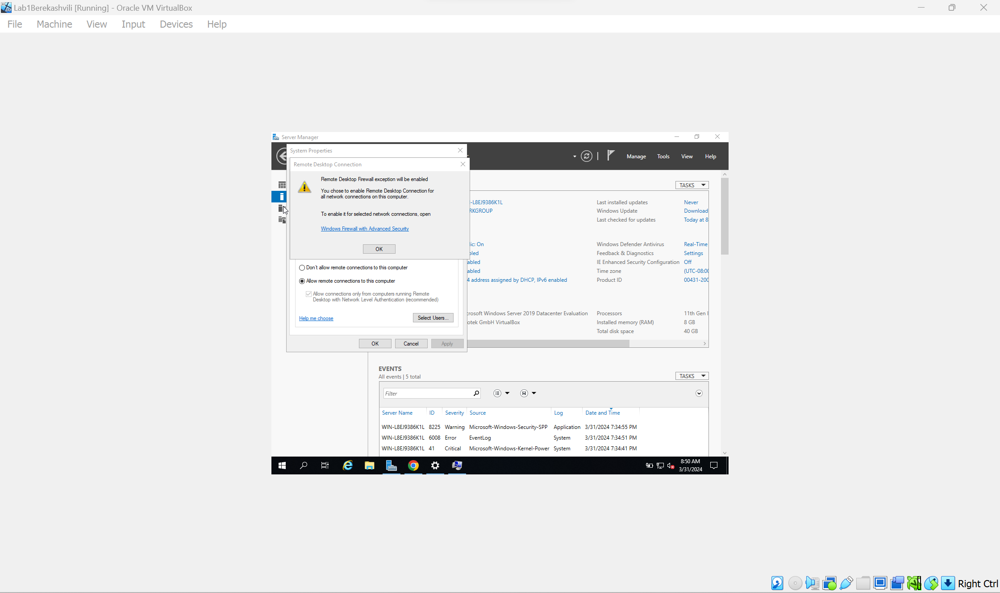 Lab1Berekashvili [Running] - Oracle VM VirtualBox
File Machine View Input Devices Help
Server Manager
System Properties
Manage Tools View Help
Remote Desktop Connection
Remote Desktop Firewall exception will be enabled
You chose to enable Remote Desktop Connection for
all network connections on this computer.
To enable it for selected network connections, open
Windows Firewall with Advanced Security
OK
Don't allow remote connections to this computer
Allow remote connections to this computer
Allow connections only from computers running Remote
Desktop with Network Level Authentication (recommended)
Help me choose
Select Users...
OK Cancel Apply
TASKS
-L8EJ9386K1L Last installed updates Never
RKGROUP Windows Update Download
Last checked for updates Today at 8
ic: On Windows Defender Antivirus Real-Time
bled Feedback & Diagnostics Settings
abled IE Enhanced Security Configuration Off
abled Time zone (UTC-08:00
4 address assigned by DHCP, IPv6 enabled Product ID 00431-200
crosoft Windows Server 2019 Datacenter Evaluation Processors 11th Gen I
otek GmbH VirtualBox Installed memory (RAM) 8 GB
Total disk space 40 GB
EVENTS
All events | 5 total
TASKS
Filter
Server Name ID Severity Source Log Date and Time
WIN-L8EJ9386K1L 8225 Warning Microsoft-Windows-Security-SPP Application 3/31/2024 7:34:55 PM
WIN-L8EJ9386K1L 6008 Error EventLog System 3/31/2024 7:34:51 PM
WIN-L8EJ9386K1L 41 Critical Microsoft-Windows-Kernel-Power System 3/31/2024 7:34:41 PM
8:50 AM
3/31/2024
Right Ctrl